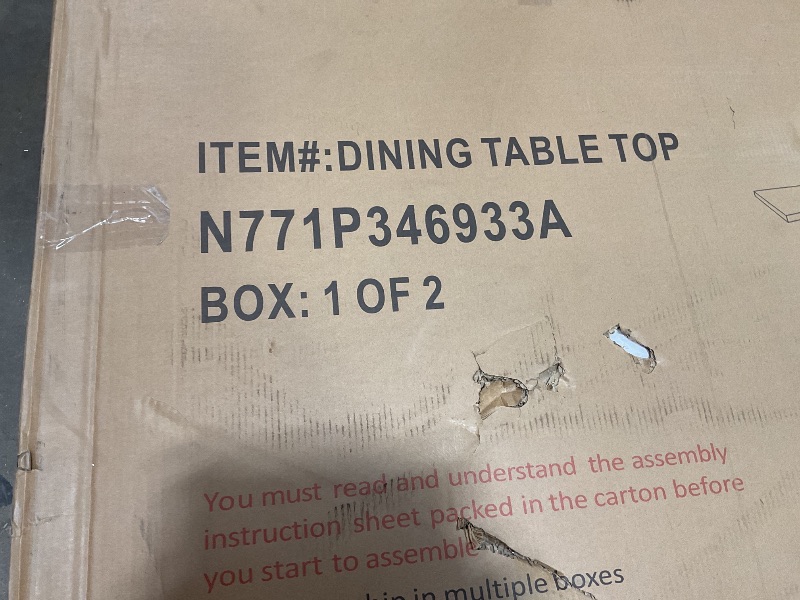 ITEM#:DINING TABLE TOP
N771P346933A
BOX: 1 OF 2
You must read and understand the assembly
instruction sheet packed in the carton before
you start to assemble
in multiple boxes